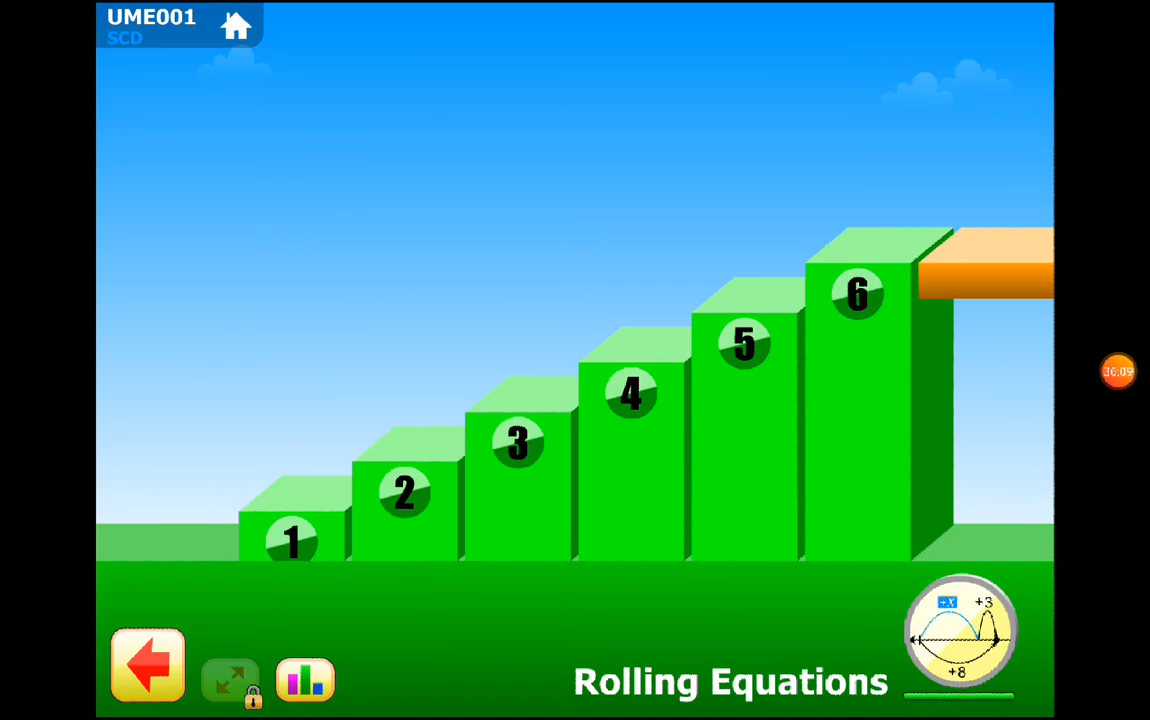 UME001
SCD
6
5
4
3
2
1
36:09
+x +3
+8
Rolling Equations